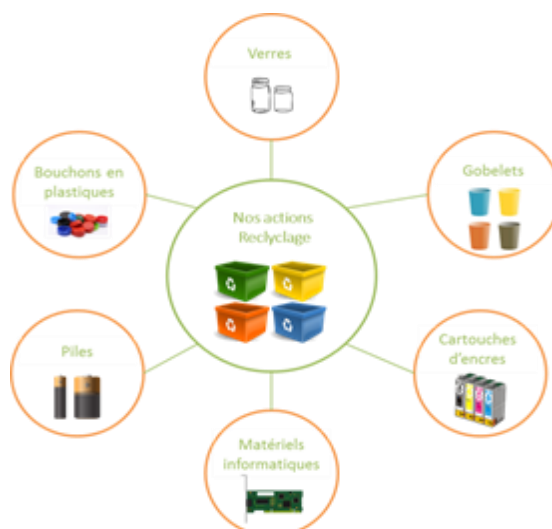 Verres
Bouchons en
plastiques
Gobelets
Nos actions
Reclyclage
Piles
Cartouches
d'encres
Matériels
informatiques